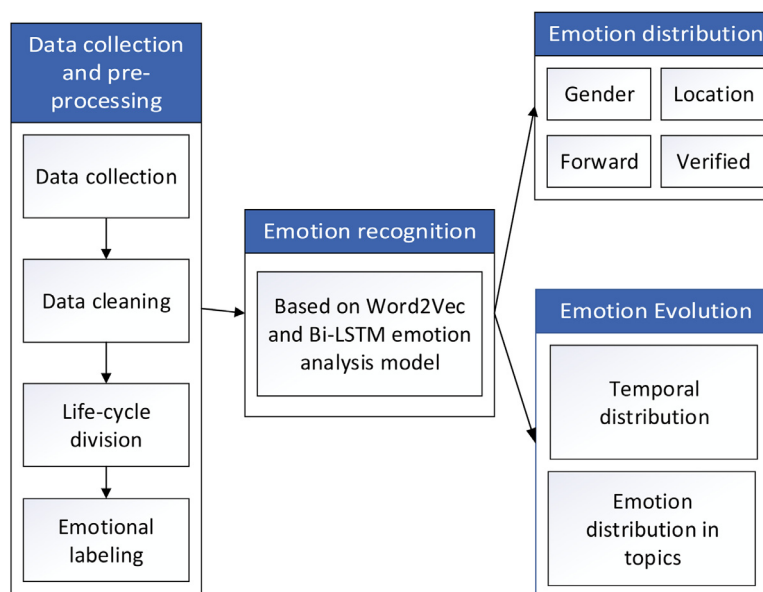 Data collection
and pre-
processing
Data collection
Data cleaning
Life-cycle
division
Emotional
labeling
Emotion recognition
Based on Word2Vec
and Bi-LSTM emotion
analysis model
Emotion distribution
Gender
Location
Forward
Verified
Emotion Evolution
Temporal
distribution
Emotion
distribution in
topics